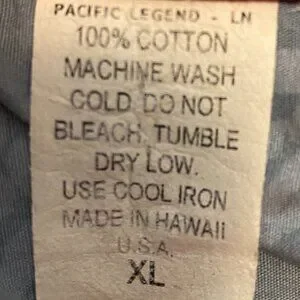 PACIFIC LEGEND - LN
100% COTTON
MACHINE WASH
COLD. DO NOT
BLEACH. TUMBLE
DRY LOW.
USE COOL IRON
MADE IN HAWAII
U.S.A.
XL